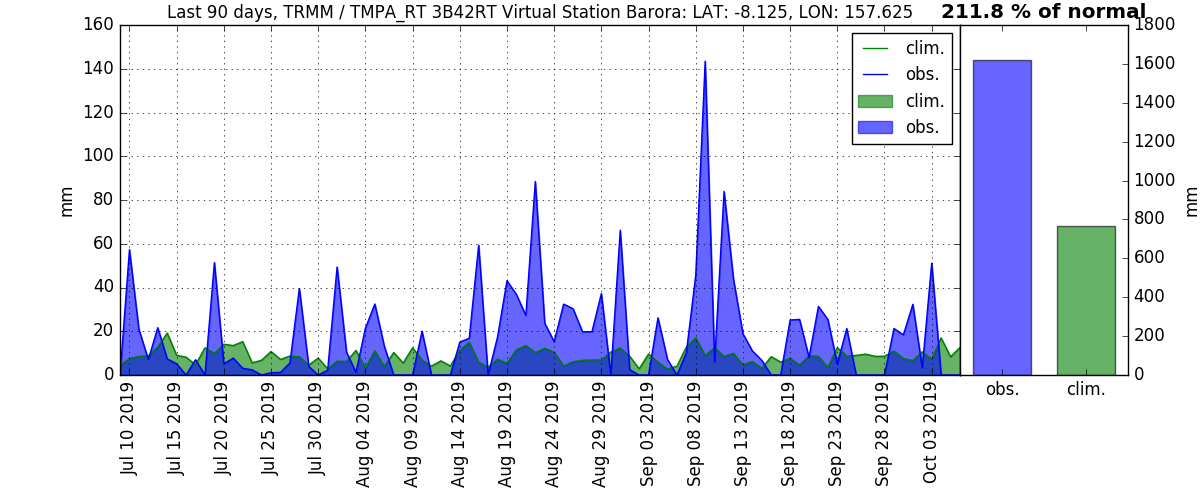 Last 90 days, TRMM / TMPA_RT 3B42RT Virtual Station Barora: LAT: -8.125, LON: 157.625
211.8 % of normal
160
140
120
100
80
60
40
20
0
mm
clim.
obs.
clim.
obs.
1800
1600
1400
1200
1000
800
600
400
200
0
mm
obs.
clim.
Jul 10 2019
Jul 15 2019
Jul 20 2019
Jul 25 2019
Jul 30 2019
Aug 04 2019
Aug 09 2019
Aug 14 2019
Aug 19 2019
Aug 24 2019
Aug 29 2019
Sep 03 2019
Sep 08 2019
Sep 13 2019
Sep 18 2019
Sep 23 2019
Sep 28 2019
Oct 03 2019